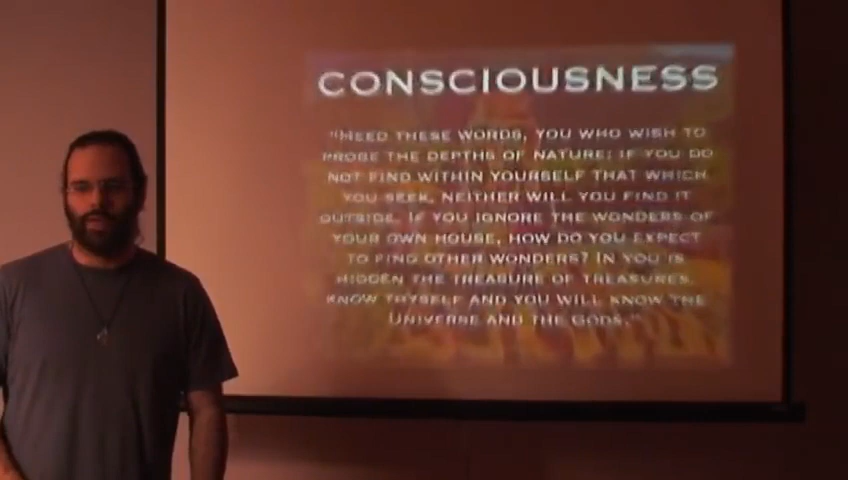 CONSCIOUSNESS
"HEED THESE WORDS, YOU WHO WISH TO
PROBE THE DEPTHS OF NATURE: IF YOU DO
NOT FIND WITHIN YOURSELF THAT WHICH
YOU SEEK, NEITHER WILL YOU FIND IT
OUTSIDE. IF YOU IGNORE THE WONDERS OF
YOUR OWN HOUSE, HOW DO YOU EXPECT
TO FIND OTHER WONDERS? IN YOU IS
HIDDEN THE TREASURE OF TREASURES.
KNOW THYSELF AND YOU WILL KNOW THE
UNIVERSE AND THE GODS."